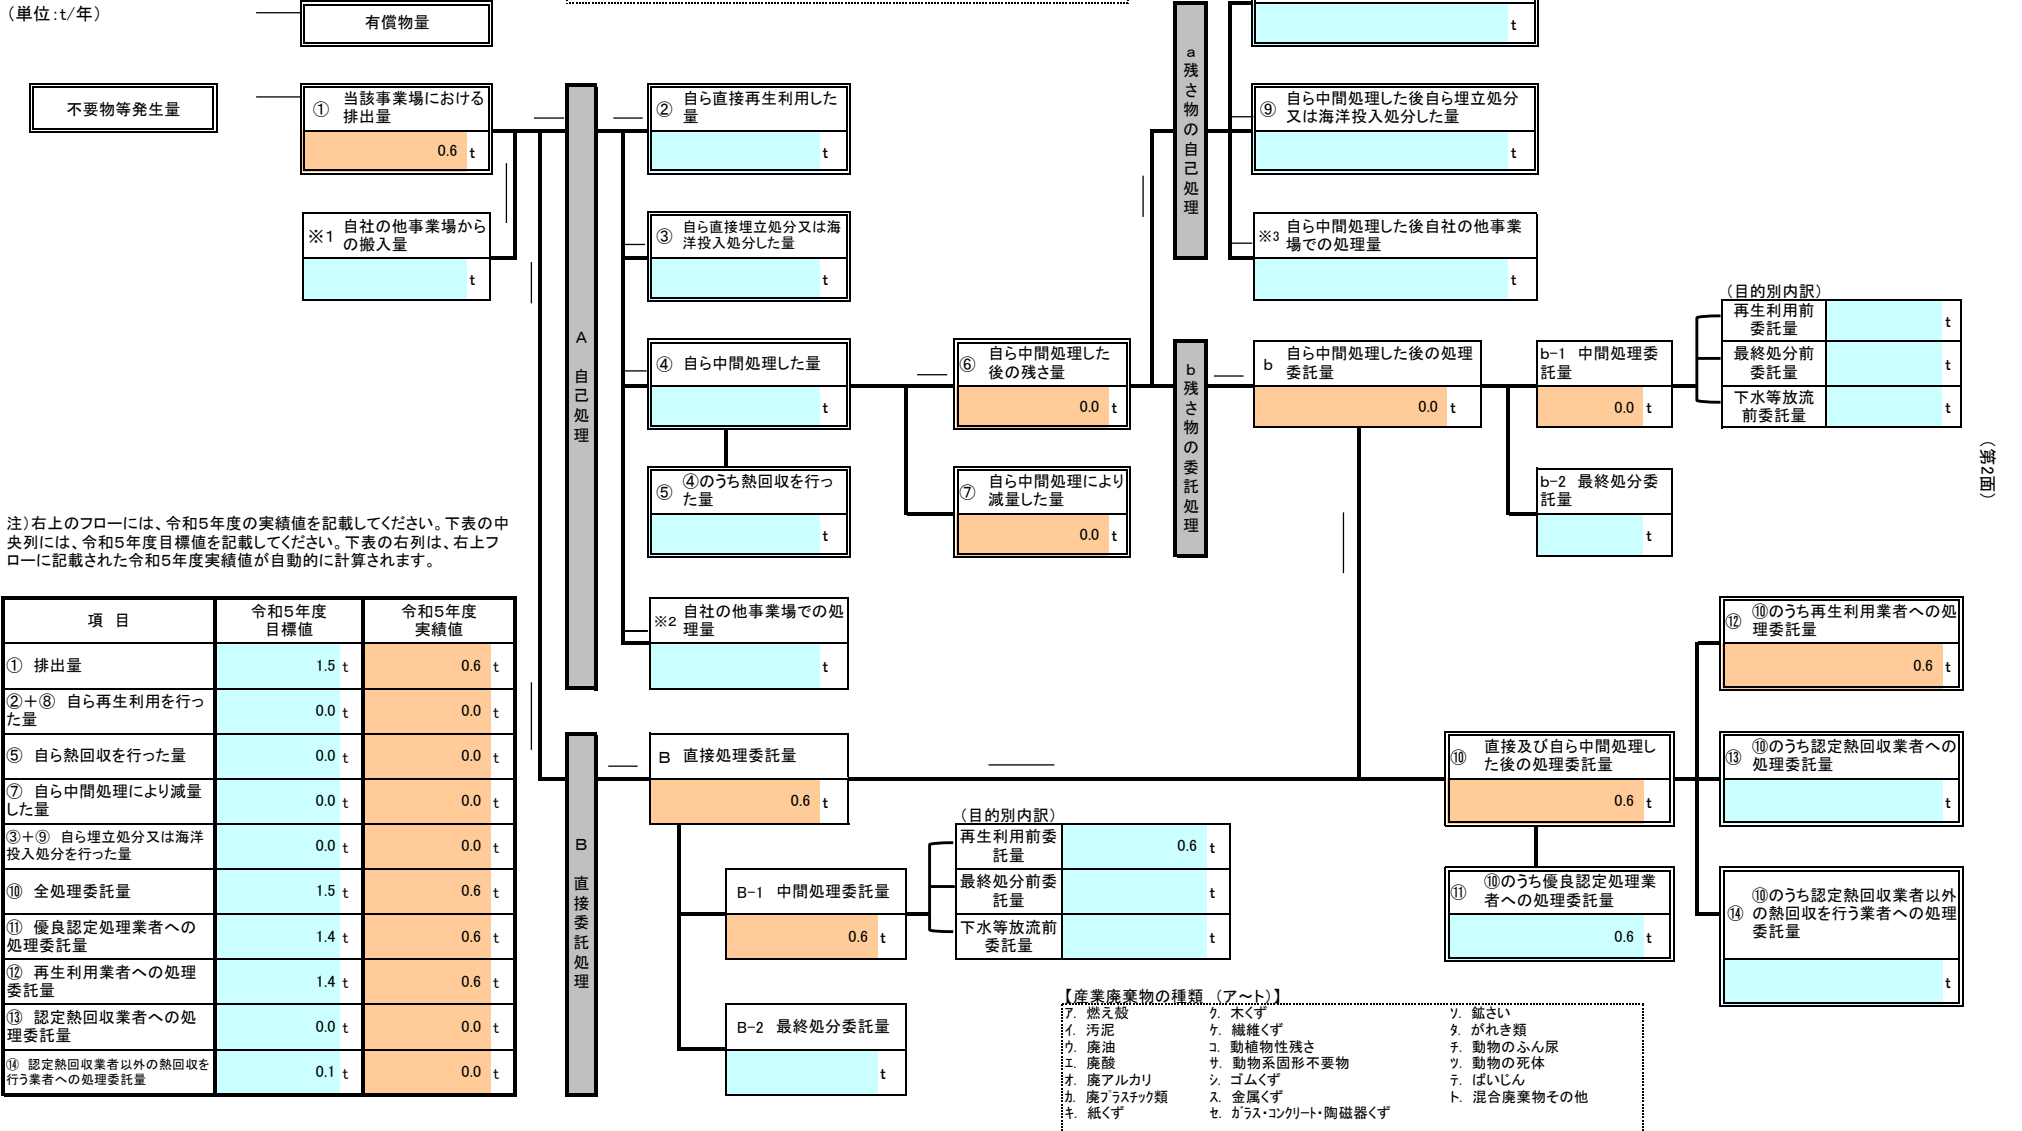 （単位：t/年）
有償物量
t
不要物等発生量
① 当該事業場における
排出量
0.6 t
※1 自社の他事業場から
の搬入量
t
A 自己処理
② 自ら直接再生利用した
量
t
③ 自ら直接埋立処分又は海
洋投入処分した量
t
④ 自ら中間処理した量
t
⑤ ④のうち熱回収を行っ
た量
t
※2 自社の他事業場での処
理量
t
⑥ 自ら中間処理した
後の残さ量
0.0 t
⑦ 自ら中間処理により
減量した量
0.0 t
a残さ物の自己処理
⑨ 自ら中間処理した後自ら埋立処分
又は海洋投入処分した量
t
※3 自ら中間処理した後自社の他事業
場での処理量
t
b残さ物の委託処理
b 自ら中間処理した後の処理
委託量
0.0 t
b-1 中間処理委
託量
0.0 t
b-2 最終処分委
託量
t
（目的別内訳）
再生利用前
委託量
t
最終処分前
委託量
t
下水等放流
前委託量
t
（第2面）
注）右上のフローには、令和5年度の実績値を記載してください。下表の中
央列には、令和5年度目標値を記載してください。下表の右列は、右上フ
ローに記載された令和5年度実績値が自動的に計算されます。
項 目 令和5年度
目標値 令和5年度
実績値
① 排出量 1.5 t 0.6 t
②＋⑧ 自ら再生利用を行っ
た量 0.0 t 0.0 t
⑤ 自ら熱回収を行った量 0.0 t 0.0 t
⑦ 自ら中間処理により減量
した量 0.0 t 0.0 t
③＋⑨ 自ら埋立処分又は海洋
投入処分を行った量 0.0 t 0.0 t
⑩ 全処理委託量 1.5 t 0.6 t
⑪ 優良認定処理業者への
処理委託量 1.4 t 0.6 t
⑫ 再生利用業者への処理
委託量 1.4 t 0.6 t
⑬ 認定熱回収業者への処
理委託量 0.0 t 0.0 t
⑭ 認定熱回収業者以外の熱回収を
行う業者への処理委託量 0.1 t 0.0 t
B 直接委託処理
B 直接処理委託量
0.6 t
B-1 中間処理委託量
0.6 t
B-2 最終処分委託量
t
（目的別内訳）
再生利用前委
託量
0.6 t
最終処分前委
託量
t
下水等放流前
委託量
t
⑩ 直接及び自ら中間処理し
た後の処理委託量
0.6 t
⑪ ⑩のうち優良認定処理業
者への処理委託量
0.6 t
⑫ ⑩のうち再生利用業者への処
理委託量
0.6 t
⑬ ⑩のうち認定熱回収業者への
処理委託量
t
⑭ ⑩のうち認定熱回収業者以外
の熱回収を行う業者への処理
委託量
t
【産業廃棄物の種類 （ア～ト）】
ア. 燃え殻 ク. 木くず ソ. 鉱さい
イ. 汚泥 ケ. 繊維くず タ. がれき類
ウ. 廃油 コ. 動植物性残さ チ. 動物のふん尿
エ. 廃酸 サ. 動物系固形不要物 ツ. 動物の死体
オ. 廃アルカリ シ. ゴムくず テ. ばいじん
カ. 廃プラスチック類 ス. 金属くず ト. 混合廃棄物その他
キ. 紙くず セ. ガラス・コンクリート・陶磁器くず